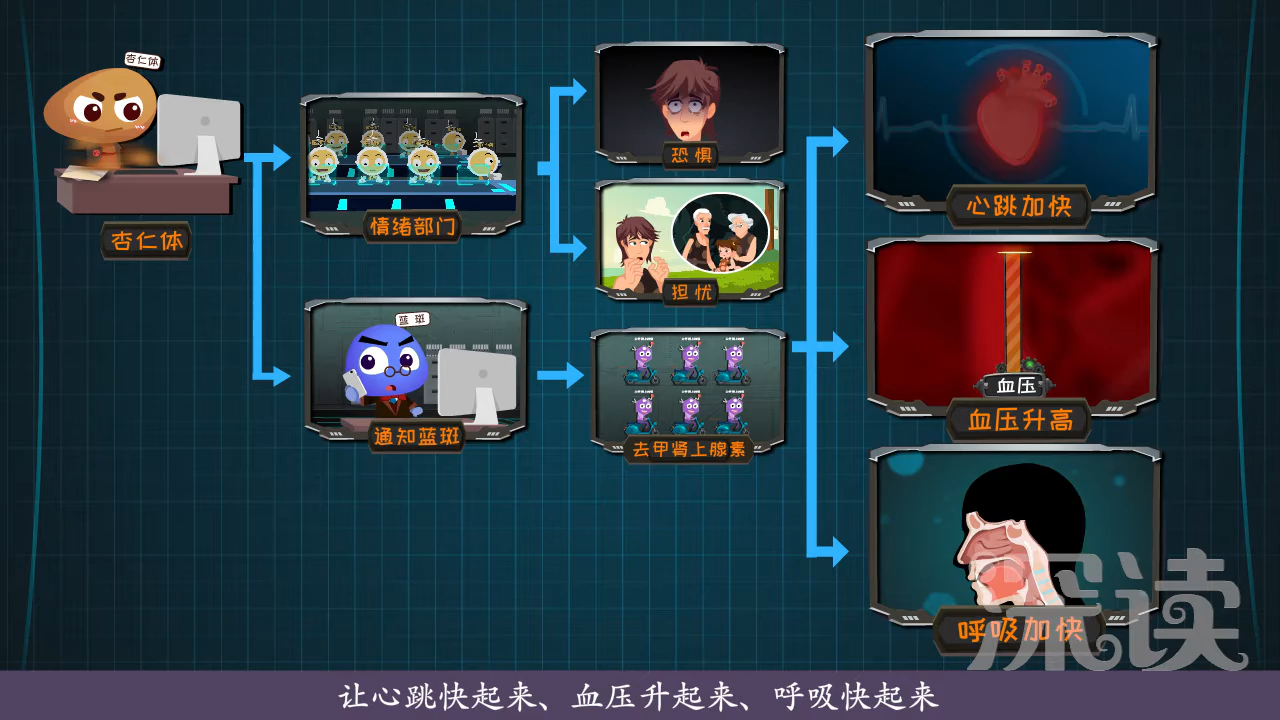 杏仁体
杏仁体
情绪部门
蓝斑
通知蓝斑
恐惧
担忧
去甲肾上腺素
心跳加快
血压
血压升高
呼吸加快
深读
让心跳快起来、血压升起来、呼吸快起来